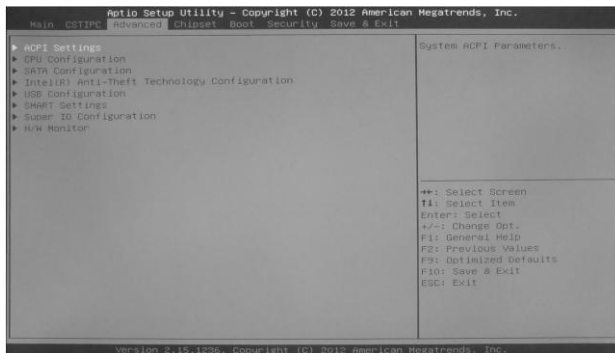 Aptio Setup Utility – Copyright (C) 2012 American Megatrends, Inc.
Main CSTIPC Advanced Chipset Boot Security Save & Exit
► ACPI Settings
► CPU Configuration
► SATA Configuration
► Intel(R) Anti-Theft Technology Configuration
► USB Configuration
► SMART Settings
► Super IO Configuration
► H/W Monitor
System ACPI Parameters.
→←: Select Screen
↑↓: Select Item
Enter: Select
+/-: Change Opt.
F1: General Help
F2: Previous Values
F9: Optimized Defaults
F10: Save & Exit
ESC: Exit
Version 2.15.1236. Copyright (C) 2012 American Megatrends, Inc.